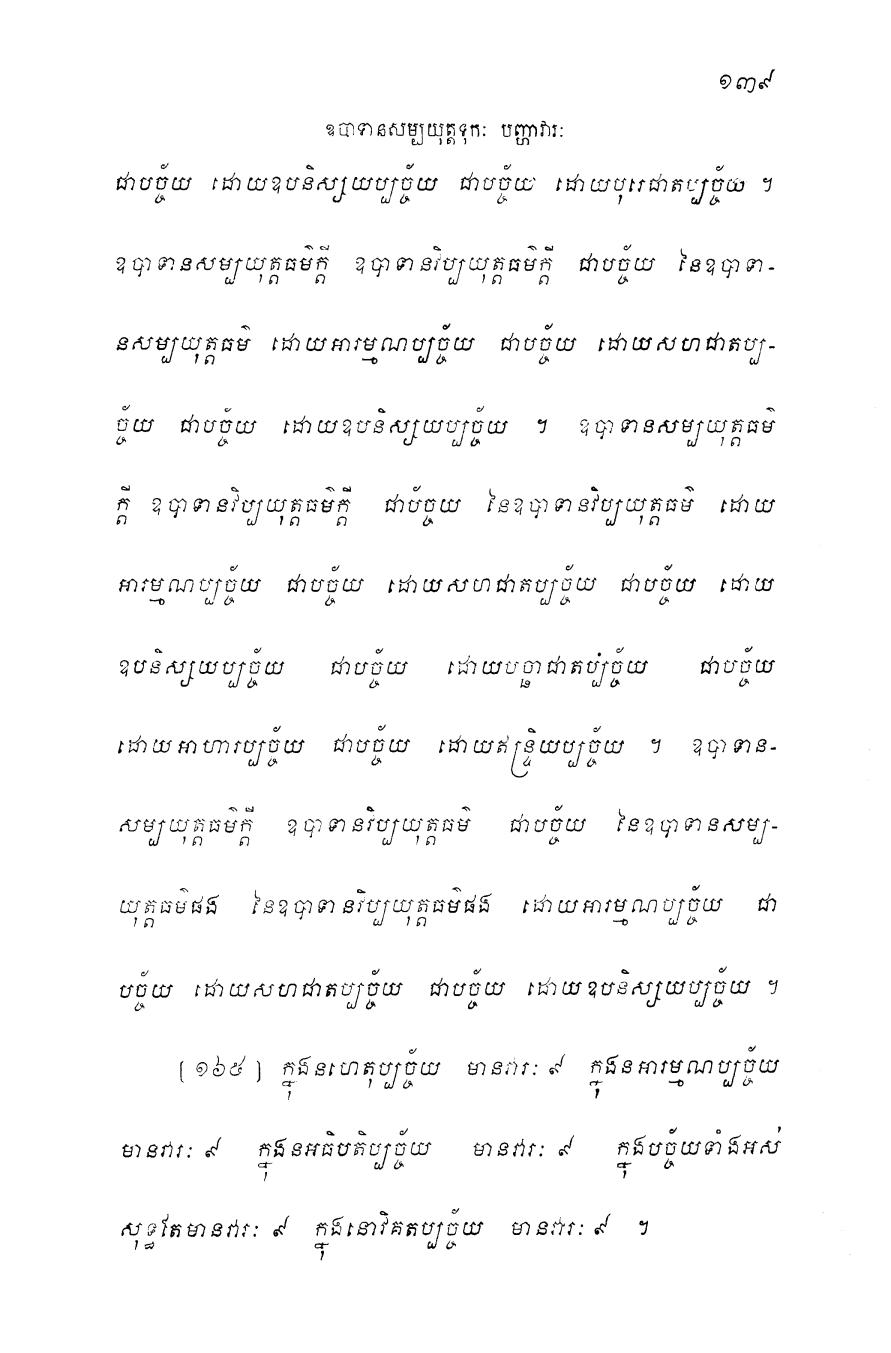 ១៣៩
ឧបាទានសម្បយុត្តទុកៈ បញ្ហាវារៈ
ជាបច្ច័យ ដោយឧបនិស្សយប្បច្ច័យ ជាបច្ច័យ ដោយបុរេជាតប្បច្ច័យ ។
ឧបាទានសម្បយុត្តធម៌ក្តី ឧបាទានវិប្បយុត្តធម៌ក្តី ជាបច្ច័យ នៃឧបាទា-
នសម្បយុត្តធម៌ ដោយអារម្មណប្បច្ច័យ ជាបច្ច័យ ដោយសហជាតប្ប-
ច្ច័យ ជាបច្ច័យ ដោយឧបនិស្សយប្បច្ច័យ ។ ឧបាទានសម្បយុត្តធម៌
ក្តី ឧបាទានវិប្បយុត្តធម៌ក្តី ជាប័ច្ចយ នៃឧបាទានវិប្បយុត្តធម៌ ដោយ
អារម្មណប្បច្ច័យ ជាបច្ច័យ ដោយសហជាតប្បច្ច័យ ជាបច្ច័យ ដោយ
ឧបនិស្សយប្បច្ច័យ ជាបច្ច័យ ដោយបច្ឆាជាតប្បច្ច័យ ជាបច្ច័យ
ដោយអាហារប្បច្ច័យ ជាបច្ច័យ ដោយឥន្ទ្រិយប្បច្ច័យ ។ ឧបាទាន-
សម្បយុត្តធម៌ក្តី ឧបាទានវិប្បយុត្តធម៌ ជាបច្ច័យ នៃឧបាទានសម្ប-
យុត្តធម៌ផង នៃឧបាទានវិប្បយុត្តធម៌ផង ដោយអារម្មណប្បច្ច័យ ជា
បច្ច័យ ដោយសហជាតប្បច្ច័យ ជាបច្ច័យ ដោយឧបនិស្សយប្បច្ច័យ ។
[ ១៦៥ ] ក្នុងនហេតុប្បច្ច័យ មានវារៈ ៩ ក្នុងនអារម្មណប្បច្ច័យ
មានវារៈ ៩ ក្នុងនអធិបតិប្បច្ច័យ មានវារៈ ៩ ក្នុងបច្ច័យទាំងអស់
សុទ្ធតែមានវារៈ ៩ ក្នុងនោវិគតប្បច្ច័យ មានវារៈ ៩ ។